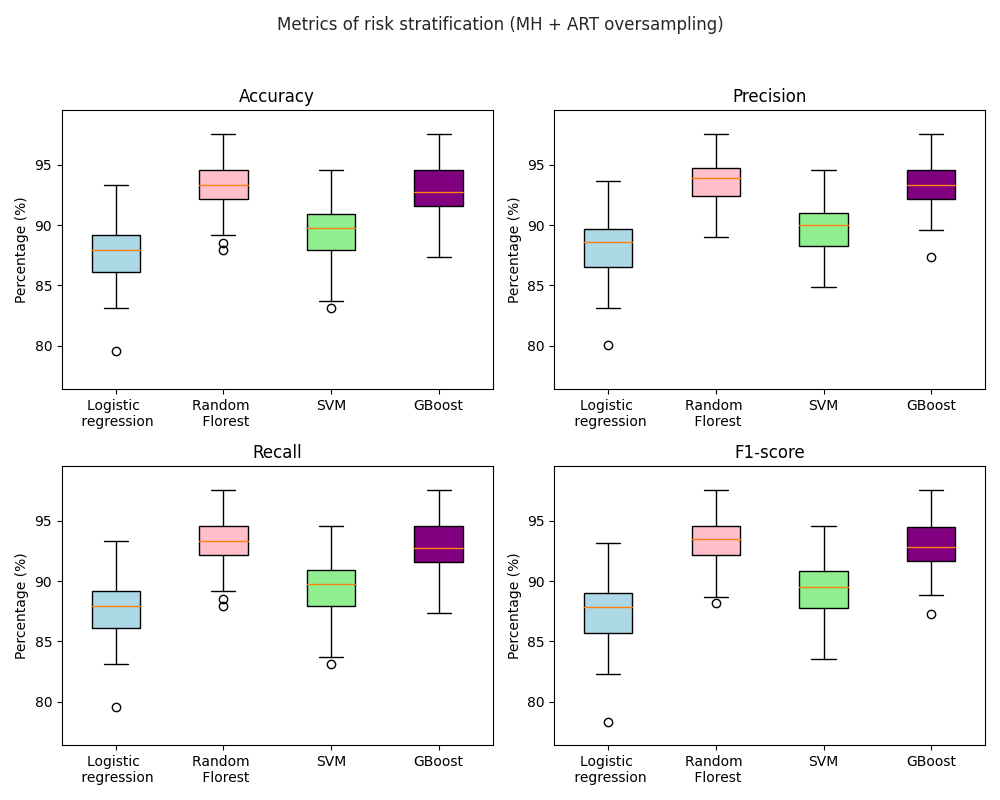 Metrics of risk stratification (MH + ART oversampling)
Accuracy
Percentage (%)
95
90
85
80
Logistic
regression
Random
Florest
SVM
GBoost
Precision
Percentage (%)
95
90
85
80
Logistic
regression
Random
Florest
SVM
GBoost
Recall
Percentage (%)
95
90
85
80
Logistic
regression
Random
Florest
SVM
GBoost
F1-score
Percentage (%)
95
90
85
80
Logistic
regression
Random
Florest
SVM
GBoost